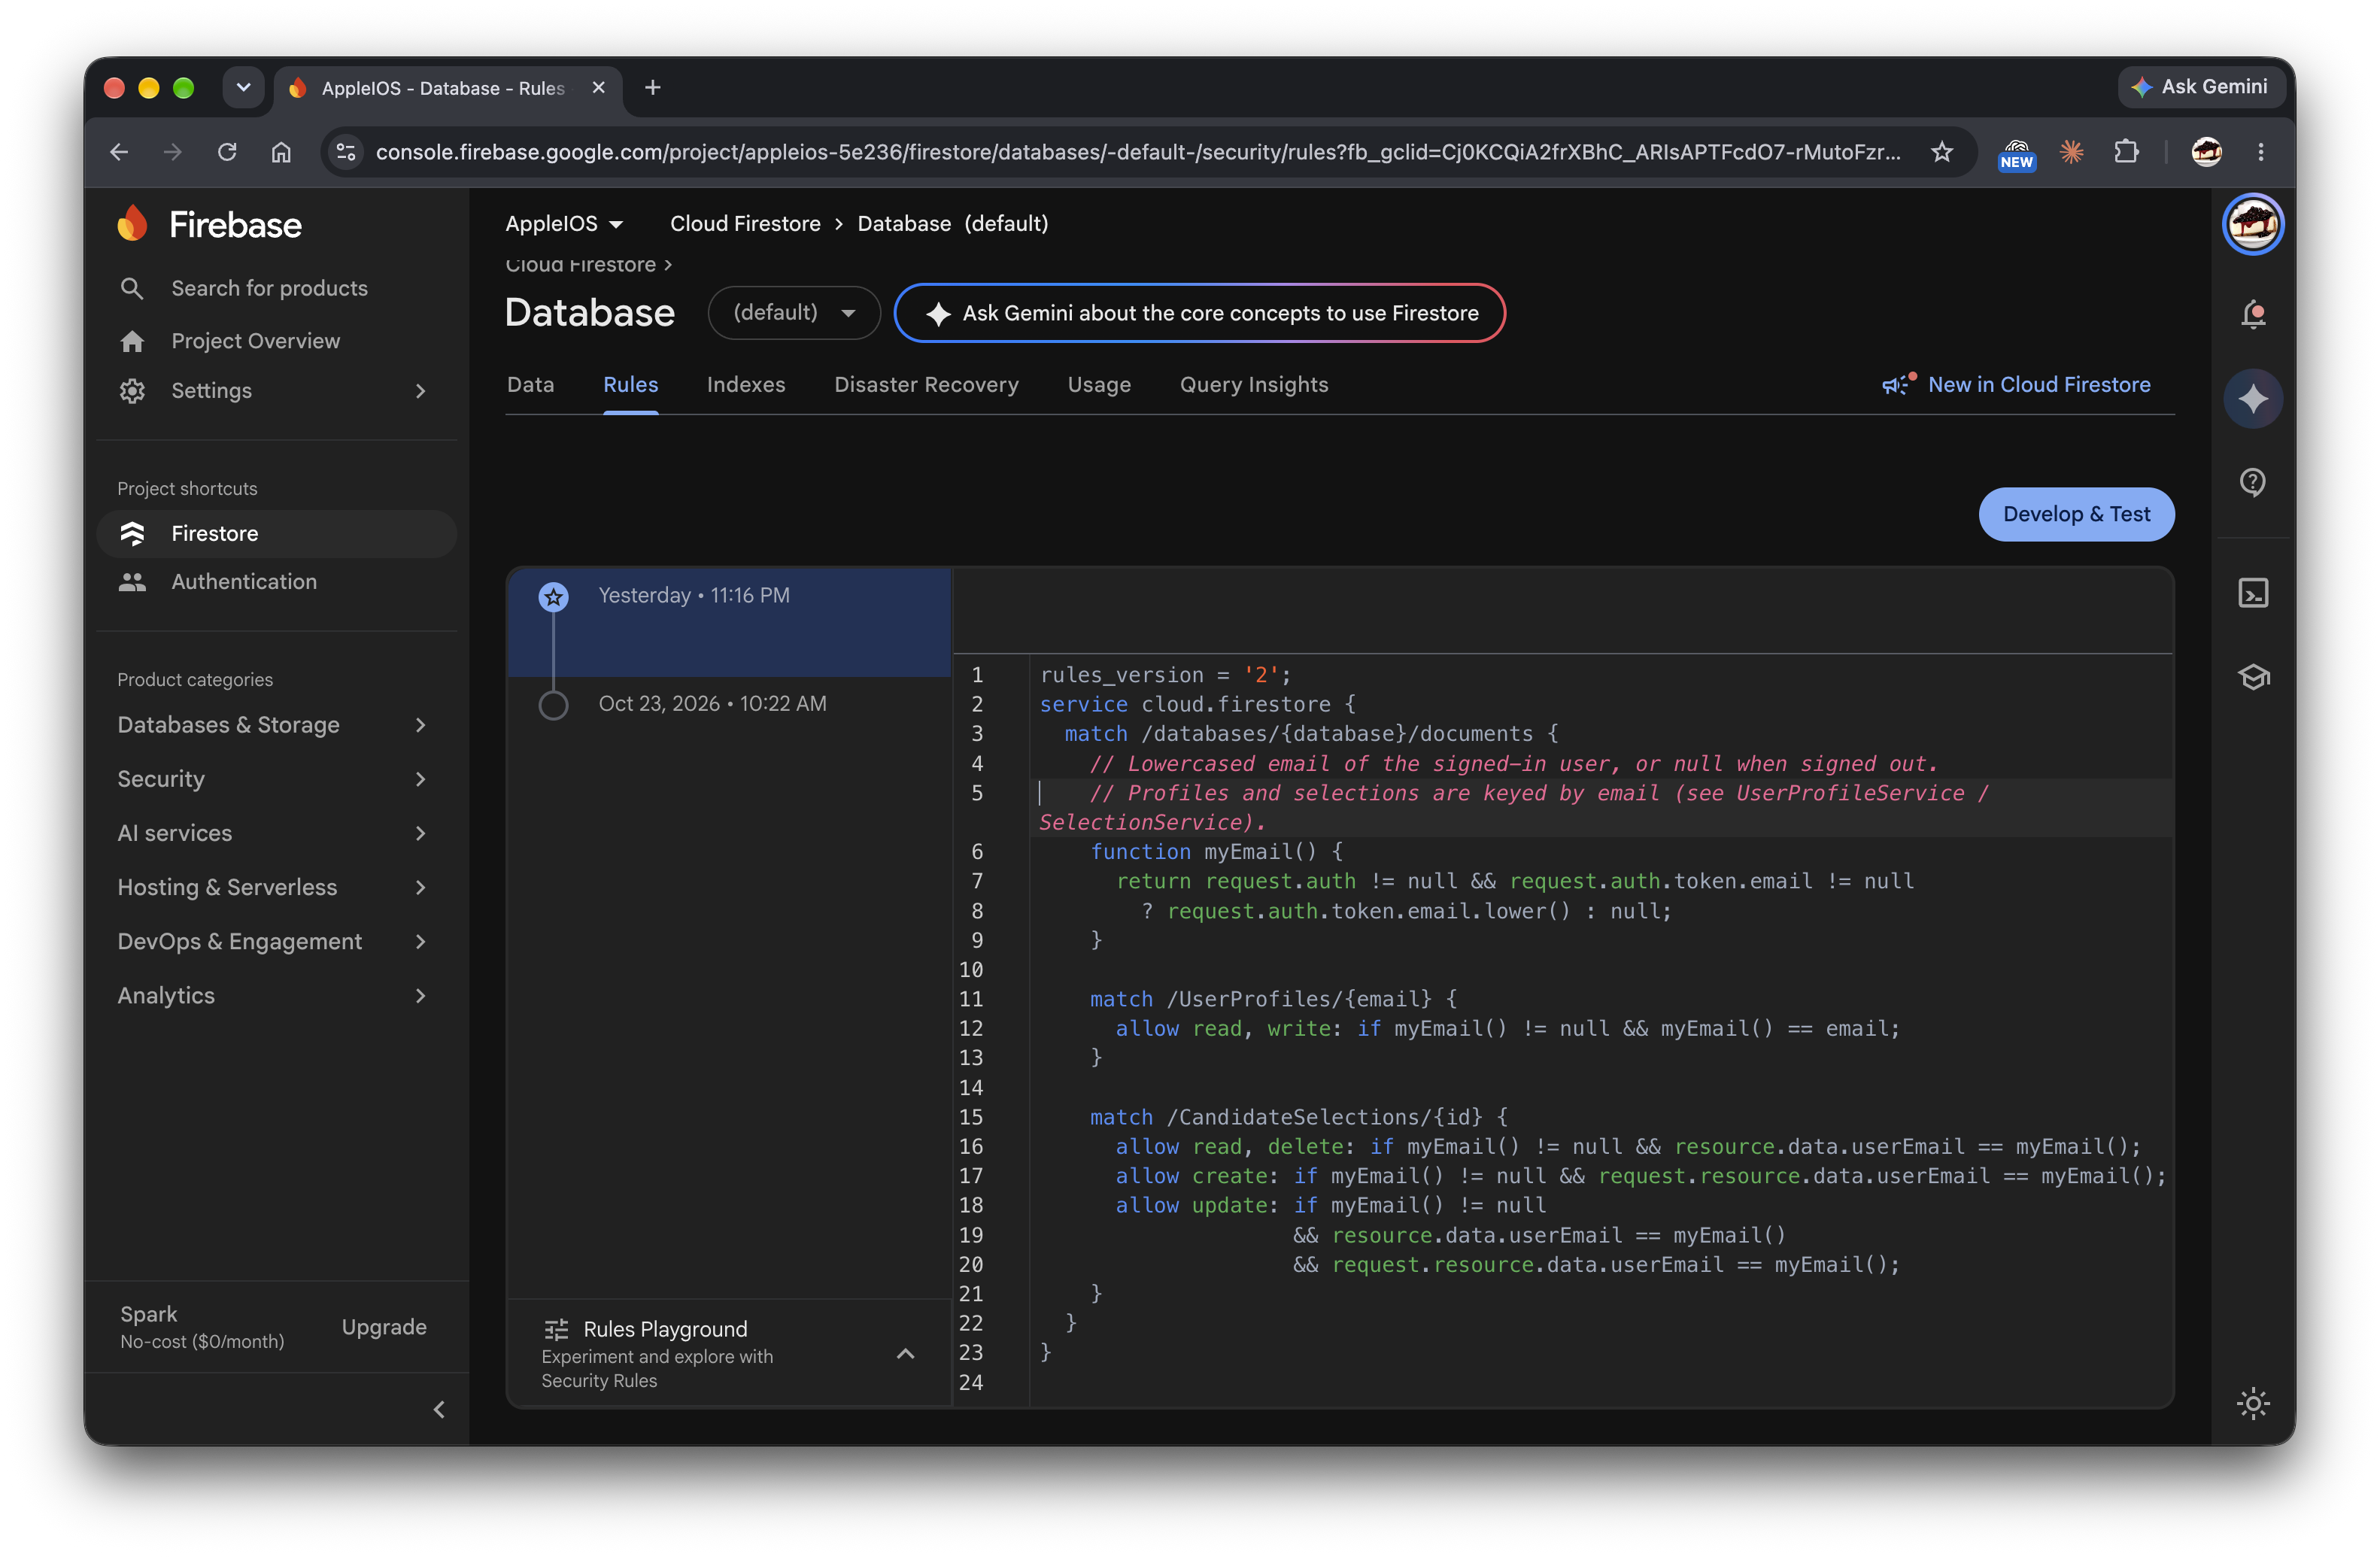 AppleIOS - Database - Rules
Ask Gemini
console.firebase.google.com/project/appleios-5e236/firestore/databases/-default-/security/rules?fb_gclid=Cj0KCQiA2frXBhC_ARIsAPTFcdO7-rMutoFzr...
NEW
Firebase
Search for products
Project Overview
Settings
Project shortcuts
Firestore
Authentication
Product categories
Databases & Storage
Security
AI services
Hosting & Serverless
DevOps & Engagement
Analytics
Spark
No-cost ($0/month)
Upgrade
AppleIOS
Cloud Firestore > Database (default)
Cloud Firestore >
Database
(default)
Ask Gemini about the core concepts to use Firestore
Data Rules Indexes Disaster Recovery Usage Query Insights
New in Cloud Firestore
Develop & Test
Yesterday • 11:16 PM
Oct 23, 2026 • 10:22 AM
Rules Playground
Experiment and explore with
Security Rules
1 rules_version = '2';
2 service cloud.firestore {
3   match /databases/{database}/documents {
4     // Lowercased email of the signed-in user, or null when signed out.
5     // Profiles and selections are keyed by email (see UserProfileService /
SelectionService).
6     function myEmail() {
7       return request.auth != null && request.auth.token.email != null
8         ? request.auth.token.email.lower() : null;
9     }
10
11     match /UserProfiles/{email} {
12       allow read, write: if myEmail() != null && myEmail() == email;
13     }
14
15     match /CandidateSelections/{id} {
16       allow read, delete: if myEmail() != null && resource.data.userEmail == myEmail();
17       allow create: if myEmail() != null && request.resource.data.userEmail == myEmail();
18       allow update: if myEmail() != null
19                     && resource.data.userEmail == myEmail()
20                     && request.resource.data.userEmail == myEmail();
21     }
22   }
23 }
24